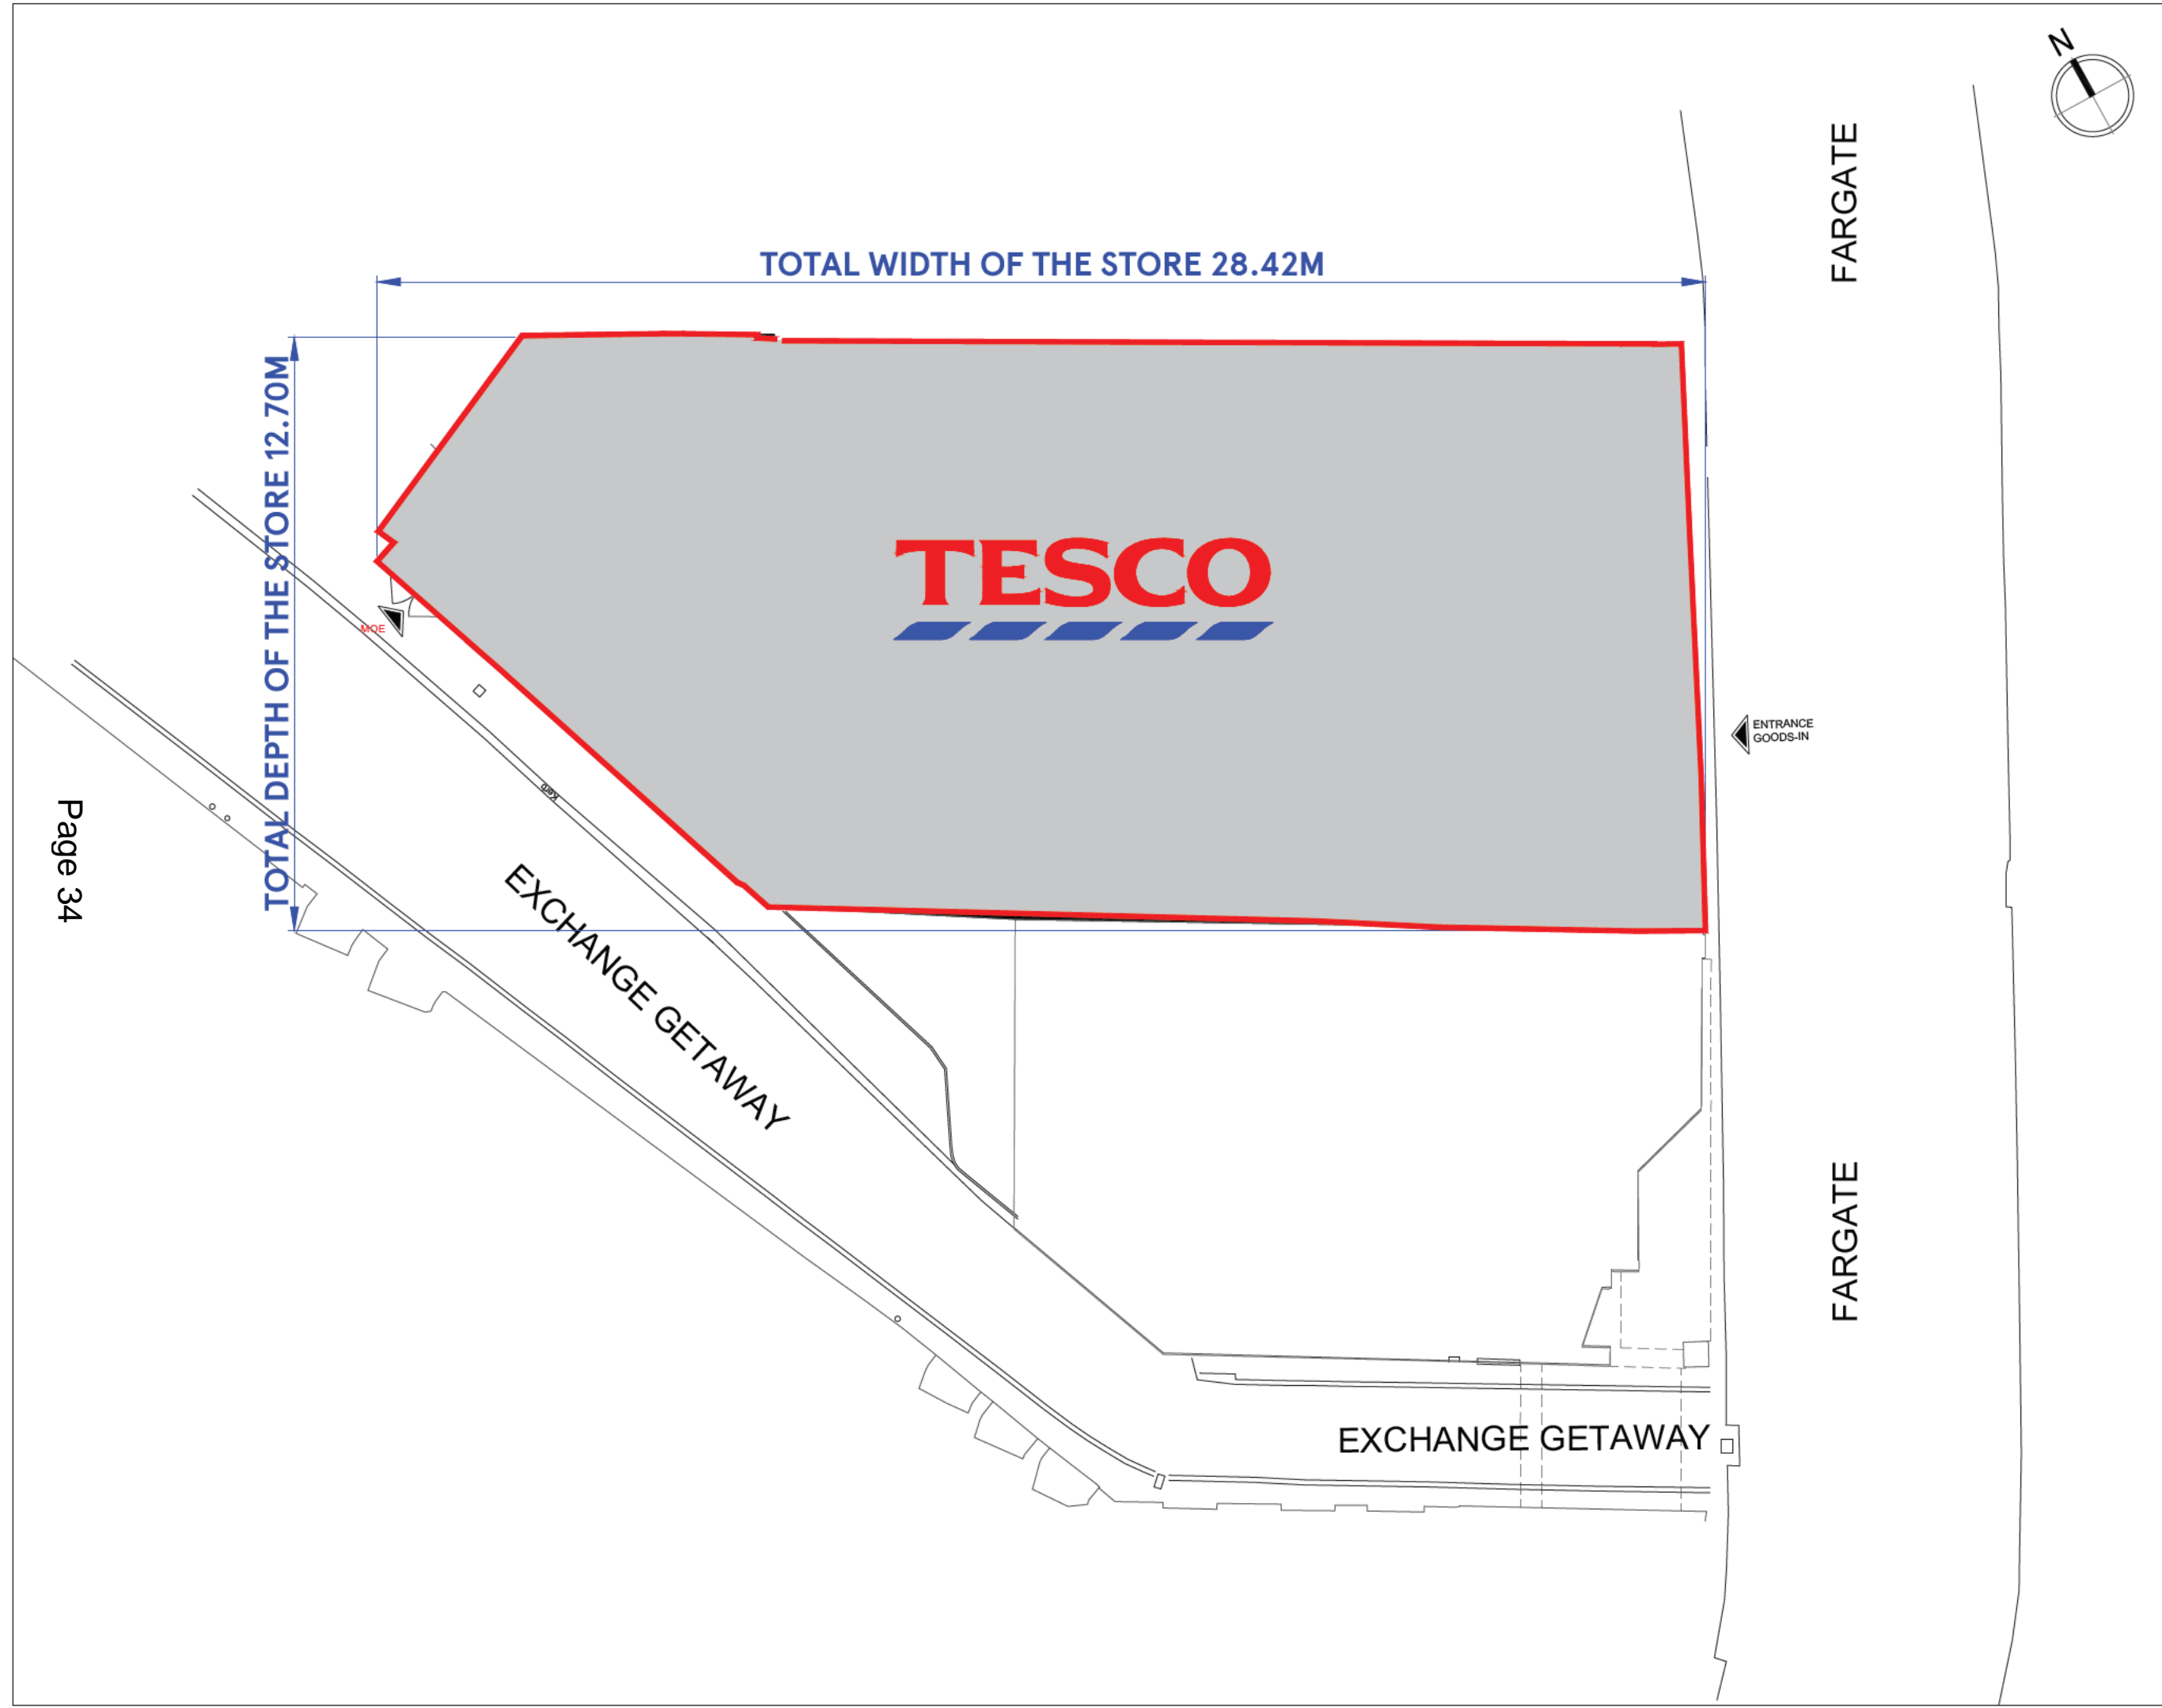 N
FARGATE
TOTAL WIDTH OF THE STORE 28.42M
TOTAL DEPTH OF THE STORE 12.70M
TESCO
MOE
ENTRANCE
GOODS-IN
Kerb
Page 34
EXCHANGE GETAWAY
FARGATE
EXCHANGE GETAWAY